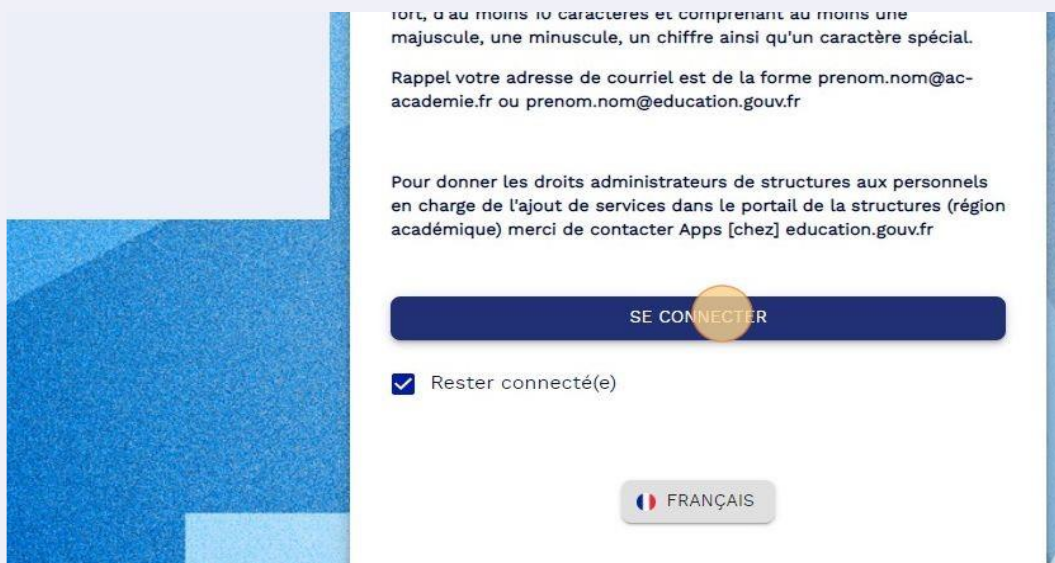 fort, d'au moins 10 caractères et comprenant au moins une
majuscule, une minuscule, un chiffre ainsi qu'un caractère spécial.
Rappel votre adresse de courriel est de la forme prenom.nom@ac-
academie.fr ou prenom.nom@education.gouv.fr
Pour donner les droits administrateurs de structures aux personnels
en charge de l'ajout de services dans le portail de la structures (région
académique) merci de contacter Apps [chez] education.gouv.fr
SE CONNECTER
Rester connecté(e)
FRANÇAIS